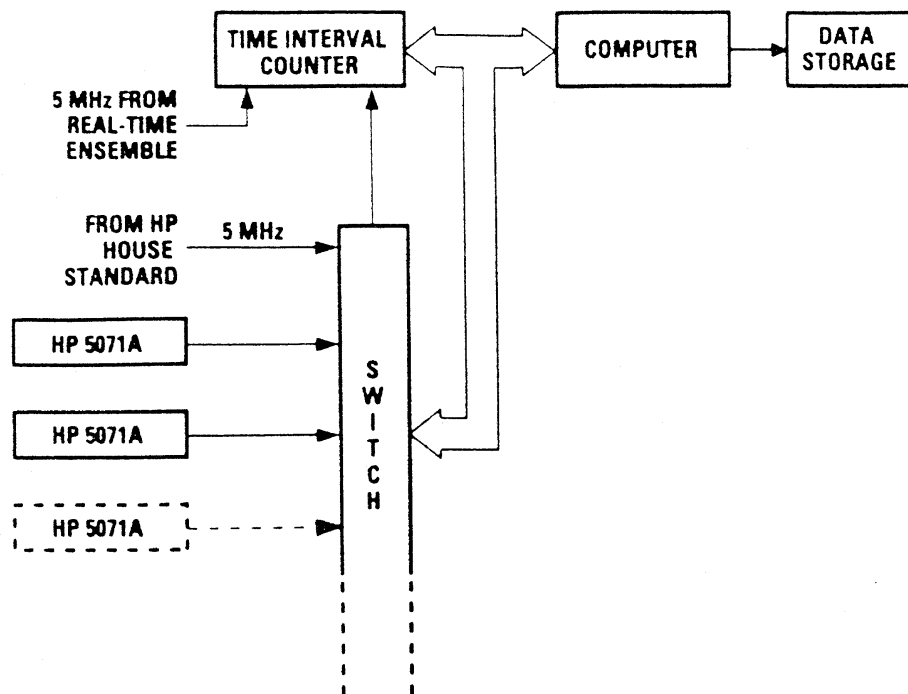 TIME INTERVAL
COUNTER
COMPUTER
DATA
STORAGE
5 MHz FROM
REAL-TIME
ENSEMBLE
FROM HP
HOUSE
STANDARD
5 MHz
HP 5071A
HP 5071A
HP 5071A
S
W
I
T
C
H